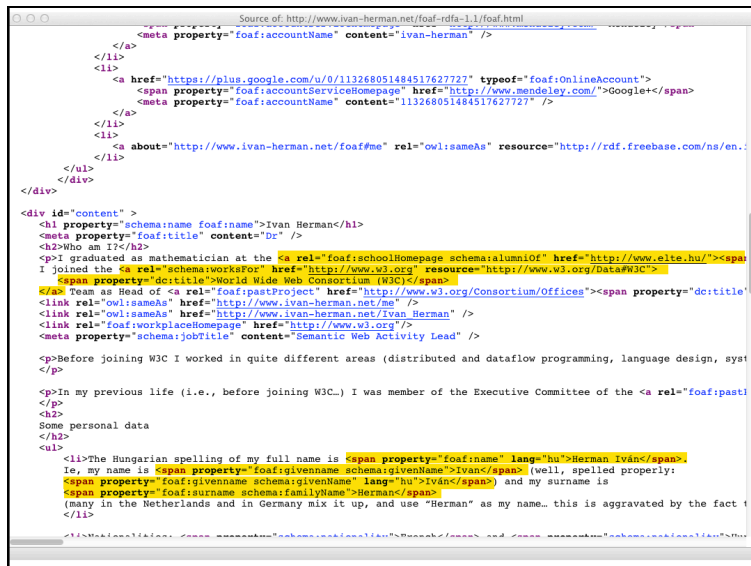 Source of: http://www.ivan-herman.net/foaf-rdfa-1.1/foaf.html
<meta property="foaf:accountName" content="ivan-herman" />
</a>
</li>
<li>
<a href="https://plus.google.com/u/0/113268051484517627727" typeof="foaf:OnlineAccount">
<span property="foaf:accountServiceHomepage" href="http://www.mendeley.com/">Google+</span>
<meta property="foaf:accountName" content="113268051484517627727" />
</a>
</li>
<li>
<a about="http://www.ivan-herman.net/foaf#me" rel="owl:sameAs" resource="http://rdf.freebase.com/ns/en.
</li>
</ul>
</div>
</div>
<div id="content" >
<h1 property="schema:name foaf:name">Ivan Herman</h1>
<meta property="foaf:title" content="Dr" />
<h2>Who am I?</h2>
<p>I graduated as mathematician at the <a rel="foaf:schoolHomepage schema:alumniOf" href="http://www.elte.hu/"><spa
I joined the <a rel="schema:worksFor" href="http://www.w3.org" resource="http://www.w3.org/Data#W3C">
<span property="dc:title">World Wide Web Consortium (W3C)</span>
</a> Team as Head of <a rel="foaf:pastProject" href="http://www.w3.org/Consortium/Offices"><span property="dc:title"
<link rel="owl:sameAs" href="http://www.ivan-herman.net/me" />
<link rel="owl:sameAs" href="http://www.ivan-herman.net/Ivan_Herman" />
<link rel="foaf:workplaceHomepage" href="http://www.w3.org"/>
<meta property="schema:jobTitle" content="Semantic Web Activity Lead" />
<p>Before joining W3C I worked in quite different areas (distributed and dataflow programming, language design, syst
</p>
<p>In my previous life (i.e., before joining W3C…) I was member of the Executive Committee of the <a rel="foaf:past
</p>
<h2>
Some personal data
</h2>
<ul>
<li>The Hungarian spelling of my full name is <span property="foaf:name" lang="hu">Herman Iván</span>.
Ie, my name is <span property="foaf:givenname schema:givenName">Ivan</span> (well, spelled properly:
<span property="foaf:givenname schema:givenName" lang="hu">Iván</span>) and my surname is
<span property="foaf:surname schema:familyName">Herman</span>
(many in the Netherlands and in Germany mix it up, and use “Herman” as my name… this is aggravated by the fact t
</li>